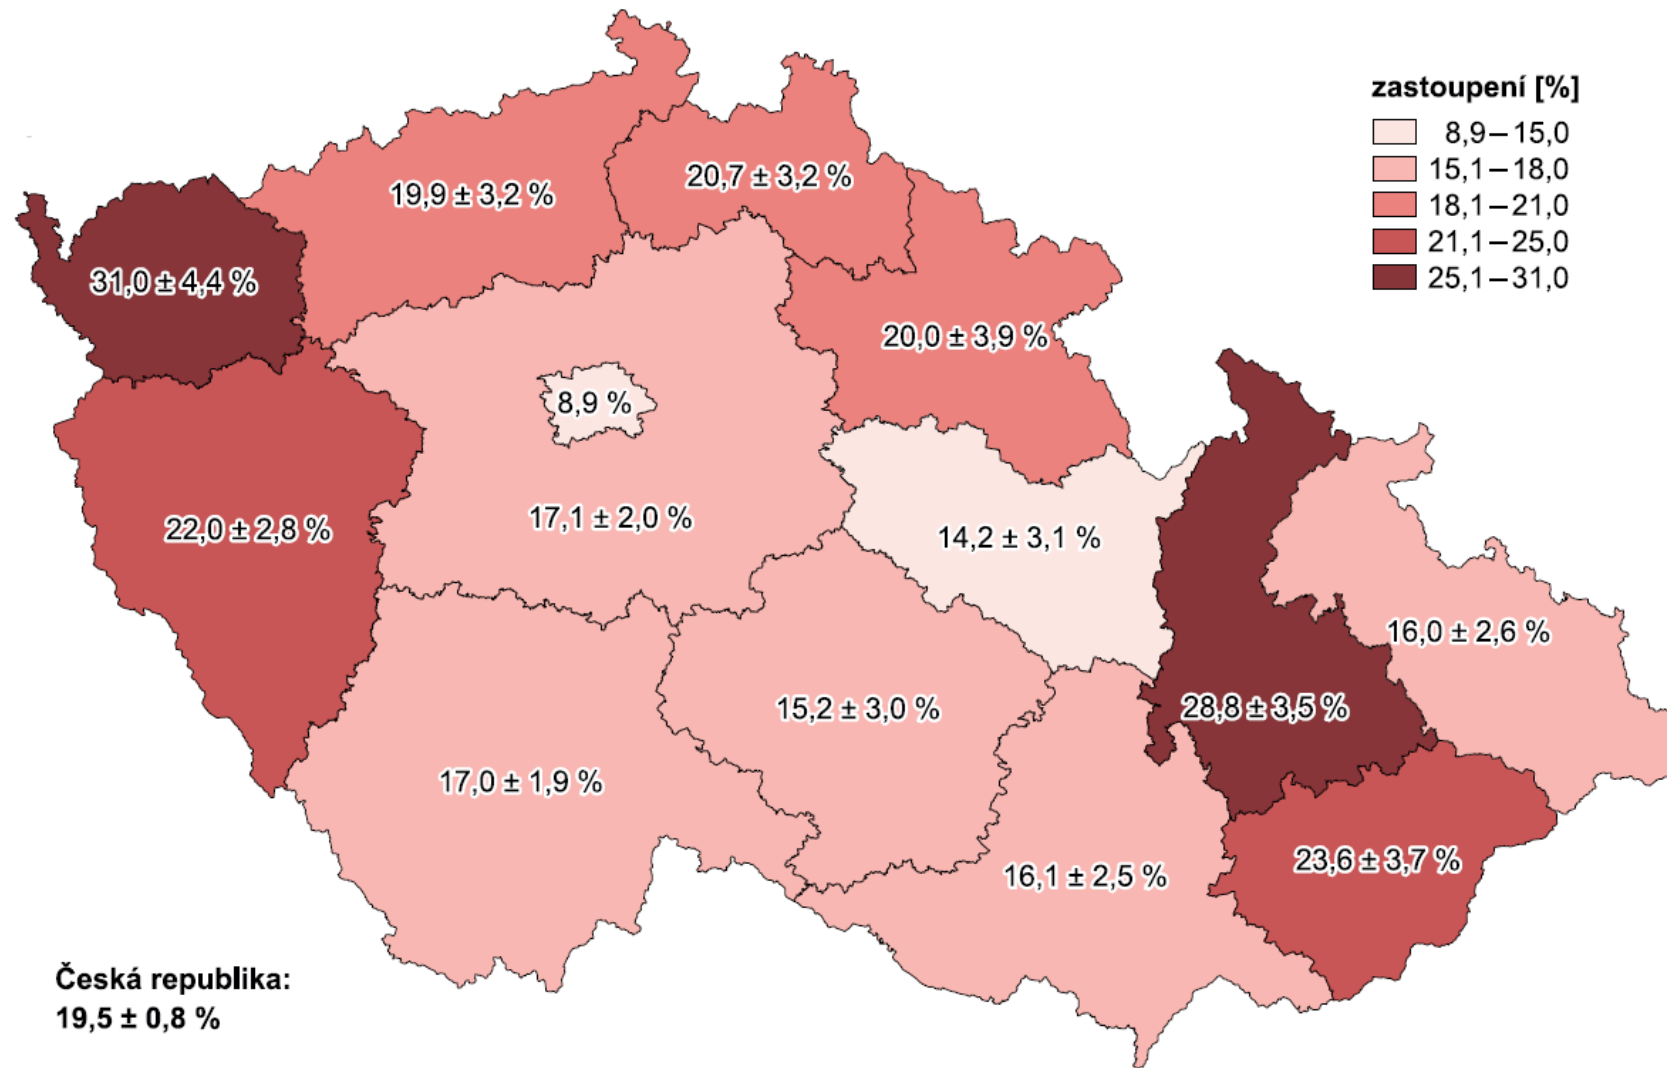 zastoupení [%]
8,9 – 15,0
15,1 – 18,0
18,1 – 21,0
21,1 – 25,0
25,1 – 31,0
19,9 ± 3,2 %
20,7 ± 3,2 %
31,0 ± 4,4 %
20,0 ± 3,9 %
8,9 %
22,0 ± 2,8 %
17,1 ± 2,0 %
14,2 ± 3,1 %
16,0 ± 2,6 %
15,2 ± 3,0 %
28,8 ± 3,5 %
17,0 ± 1,9 %
16,1 ± 2,5 %
23,6 ± 3,7 %
Česká republika:
19,5 ± 0,8 %